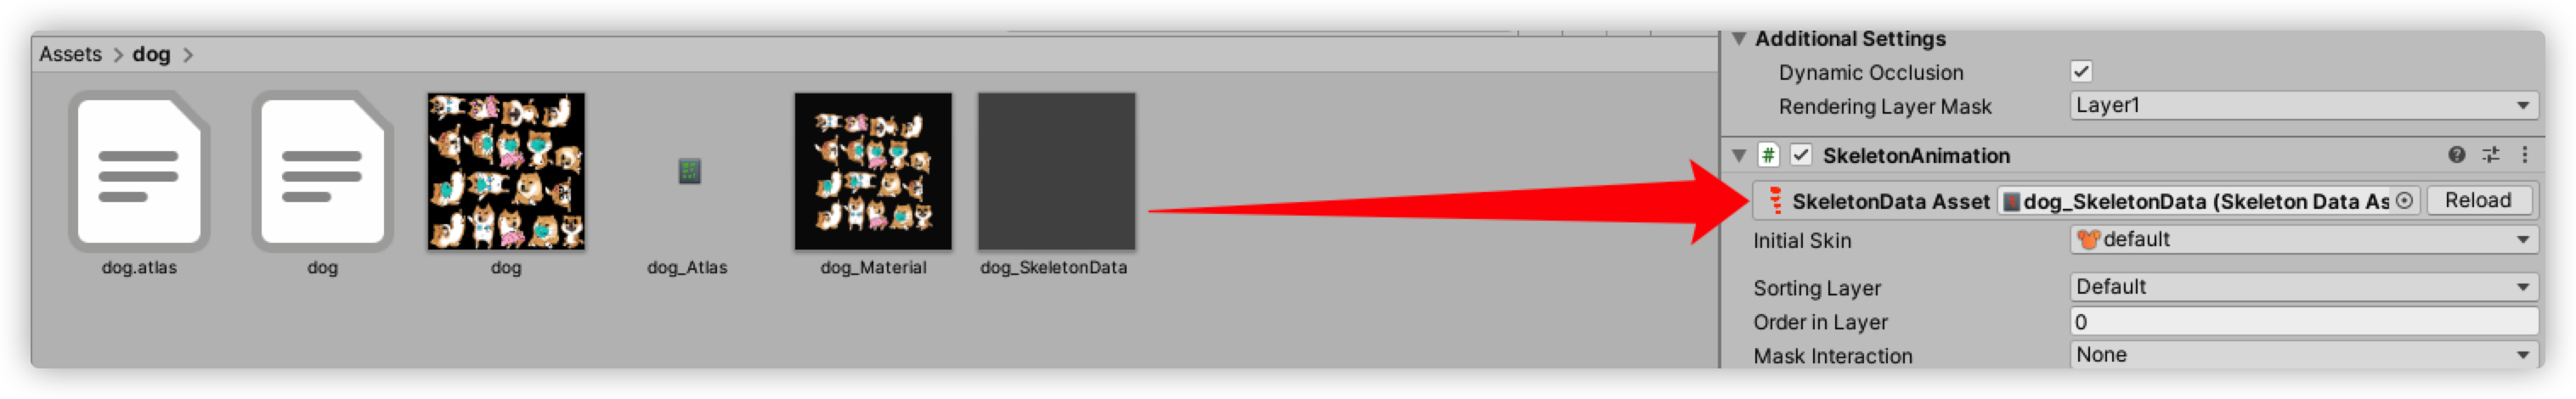 Assets > dog >
dog.atlas
dog
dog
dog_Atlas
dog_Material
dog_SkeletonData
Additional Settings
Dynamic Occlusion
Rendering Layer Mask Layer1
# SkeletonAnimation
SkeletonData Asset dog_SkeletonData (Skeleton Data As Reload
Initial Skin default
Sorting Layer Default
Order in Layer 0
Mask Interaction None